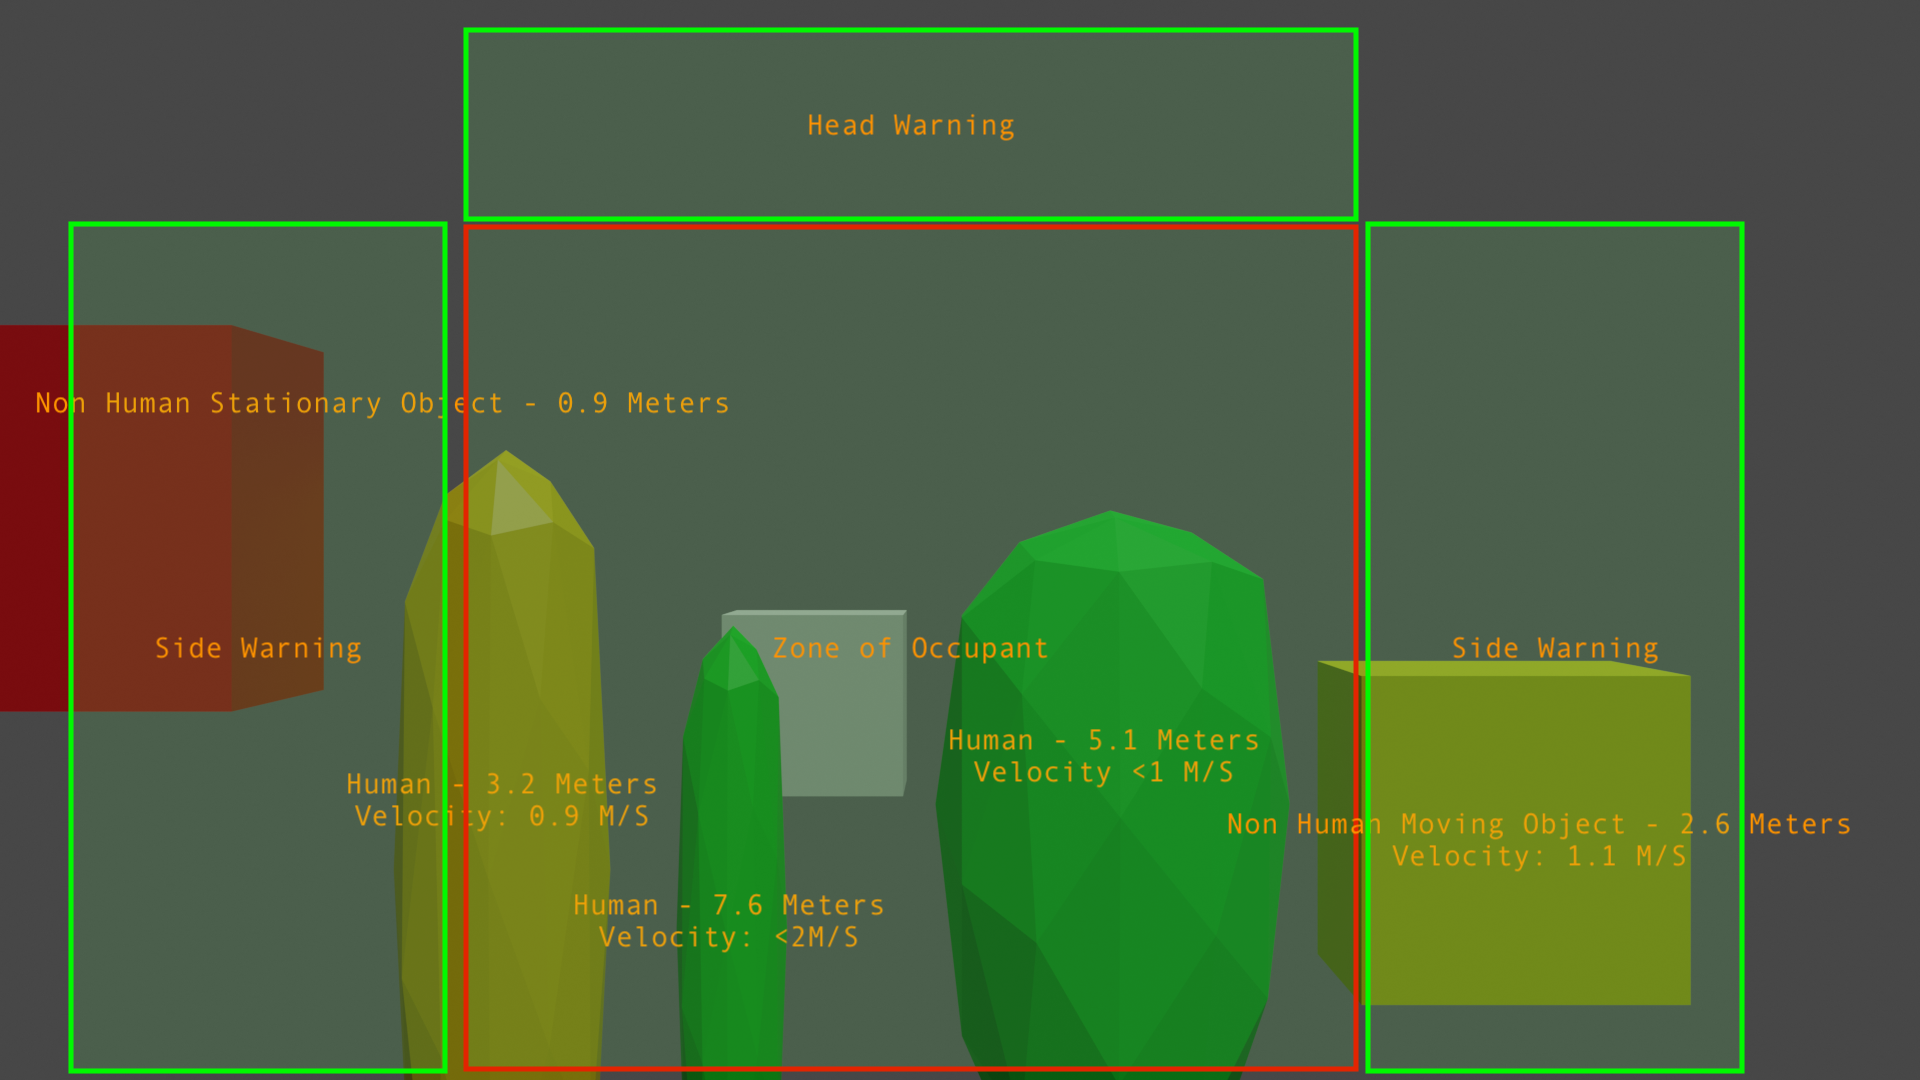 Head Warning
Non Human Stationary Object - 0.9 Meters
Side Warning
Zone of Occupant
Side Warning
Human - 5.1 Meters
Velocity <1 M/S
Human - 3.2 Meters
Velocity: 0.9 M/S
Non Human Moving Object - 2.6 Meters
Velocity: 1.1 M/S
Human - 7.6 Meters
Velocity: <2M/S